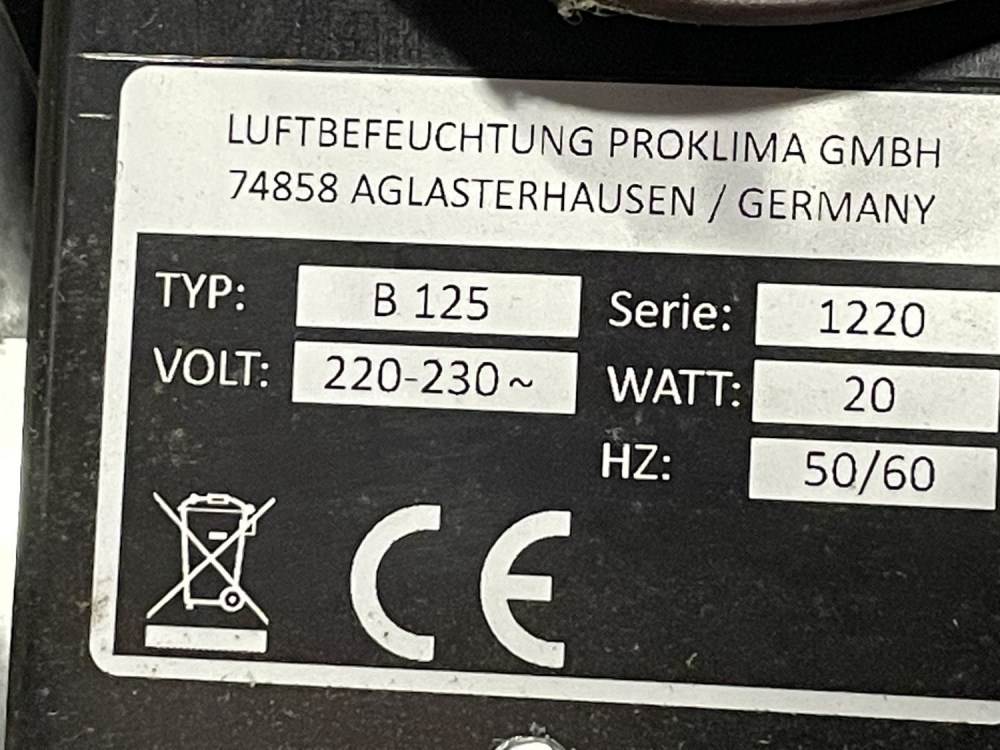 LUFTBEFEUCHTUNG PROKLIMA GMBH
74858 AGLASTERHAUSEN / GERMANY
TYP: B 125 Serie: 1220
VOLT: 220-230~ WATT: 20
HZ: 50/60
CE